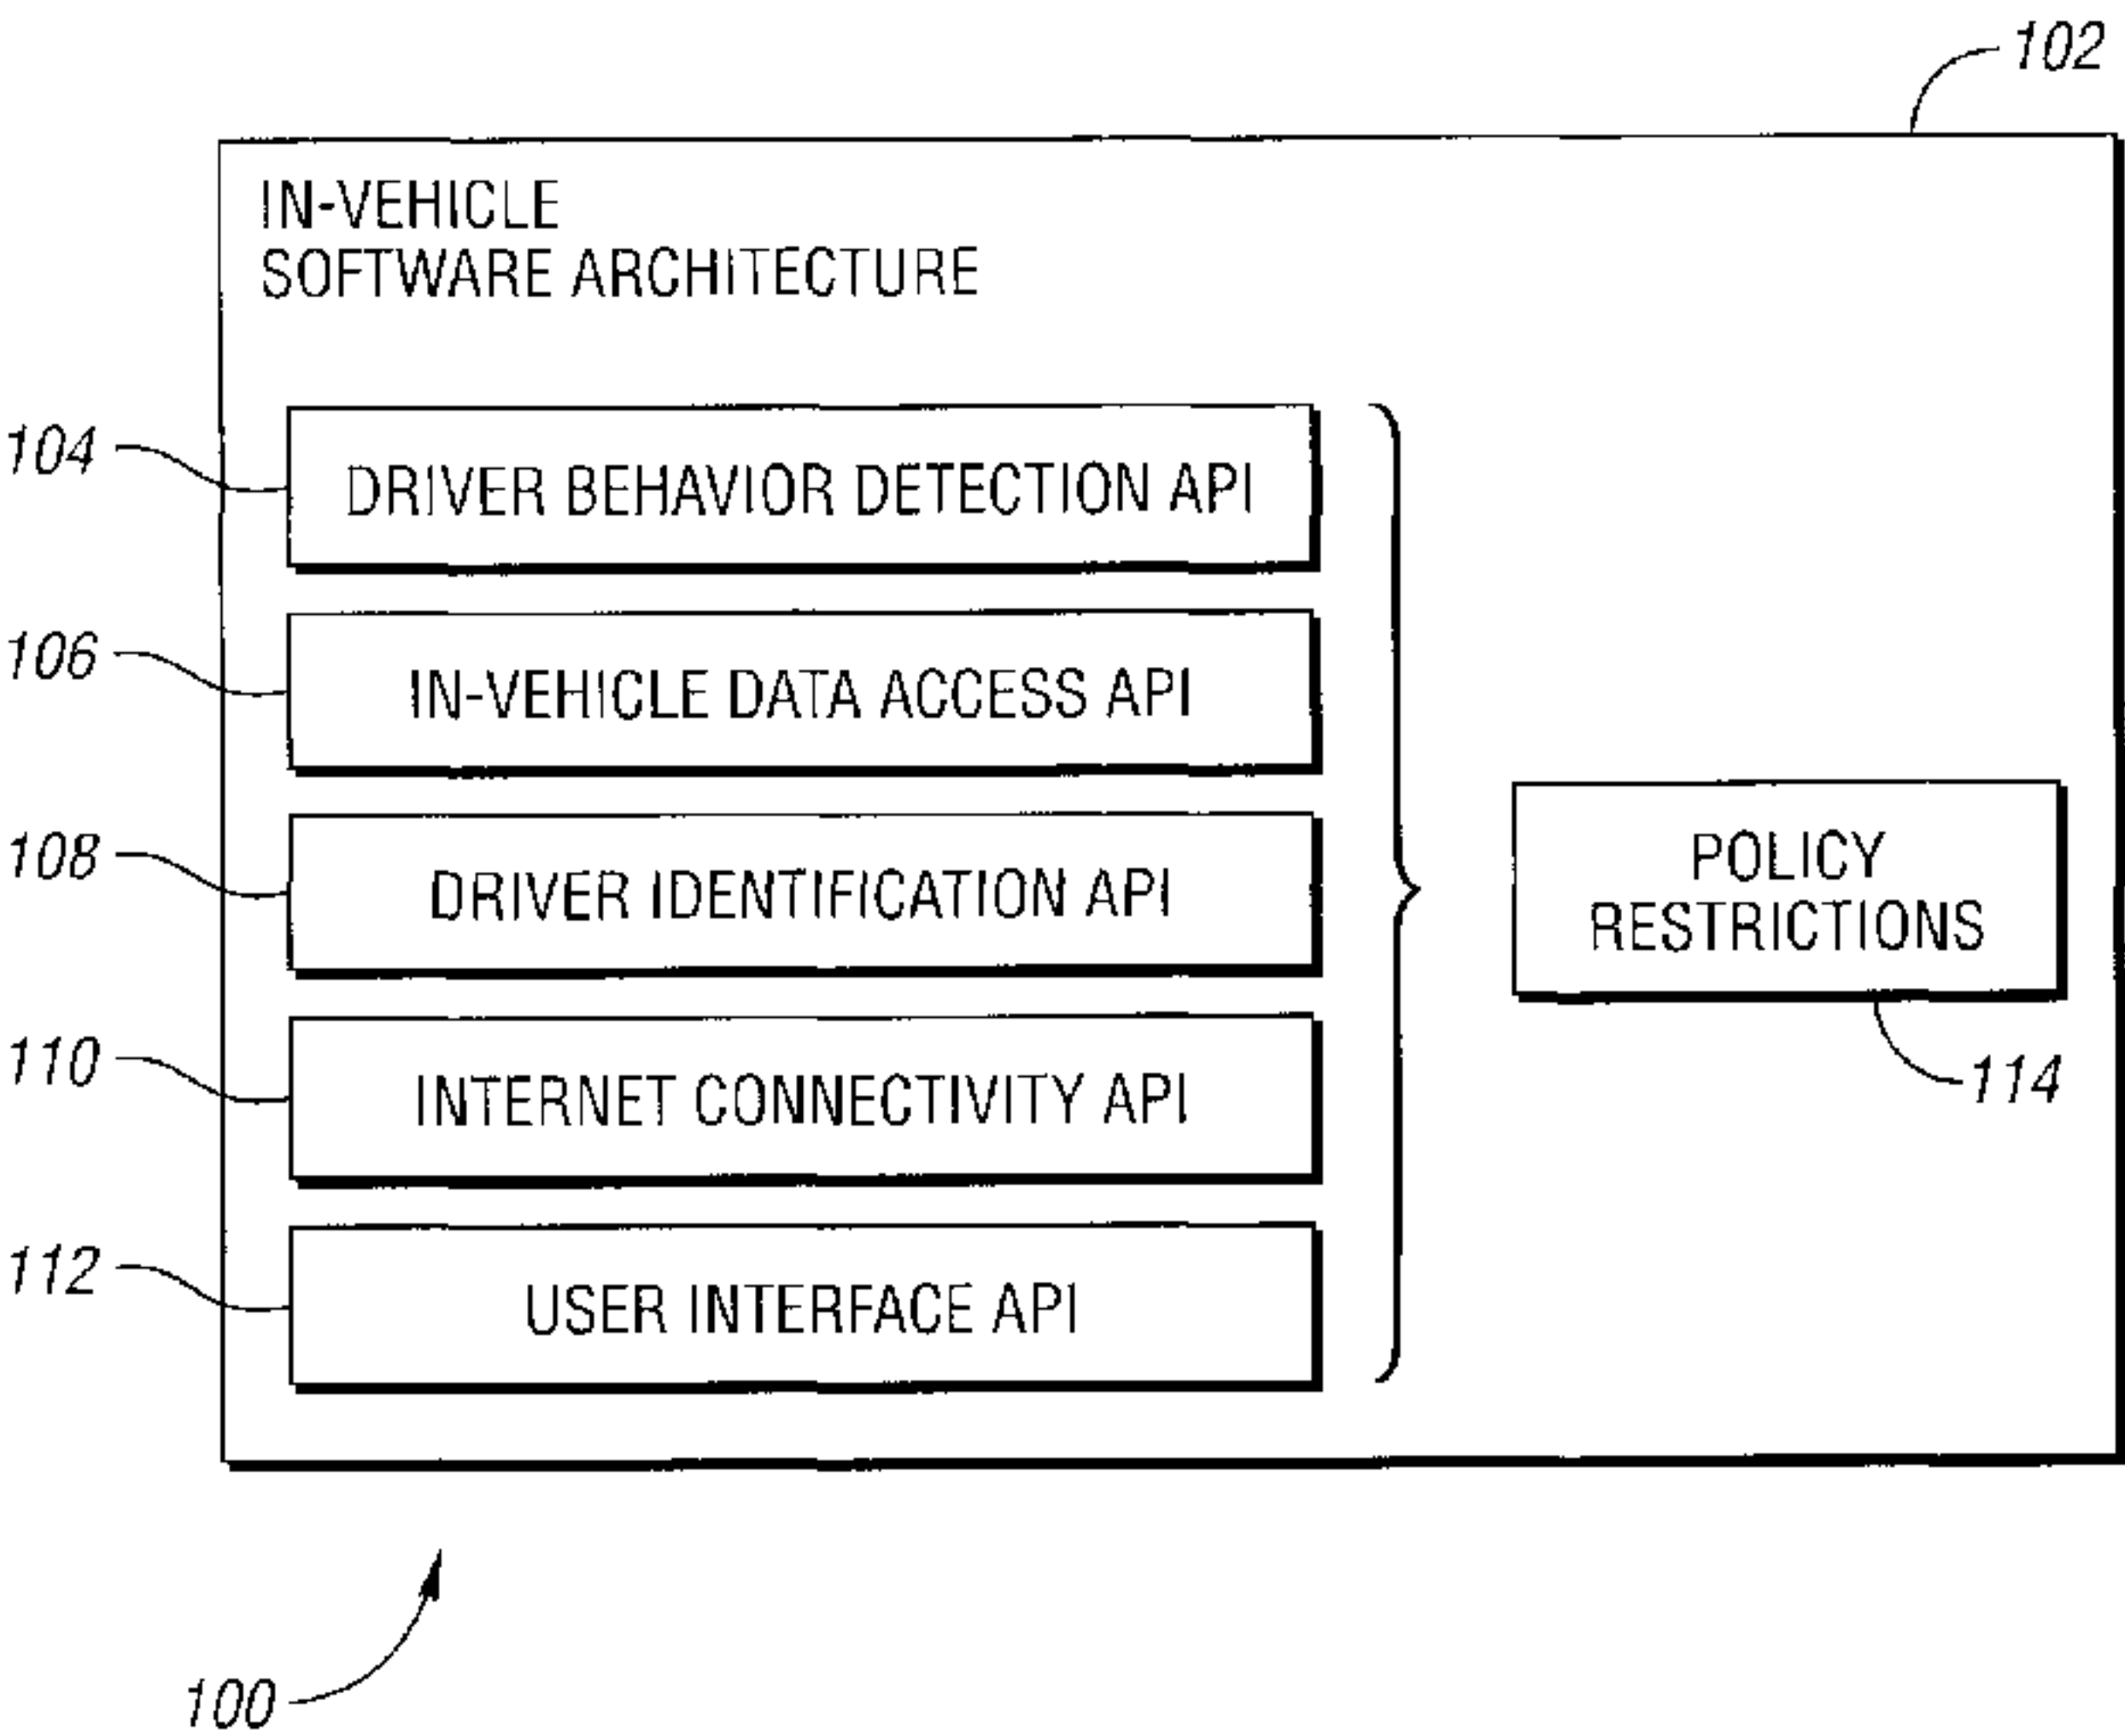 102
IN-VEHICLE
SOFTWARE ARCHITECTURE
104
DRIVER BEHAVIOR DETECTION API
106
IN-VEHICLE DATA ACCESS API
108
DRIVER IDENTIFICATION API
POLICY
RESTRICTIONS
110
INTERNET CONNECTIVITY API
114
112
USER INTERFACE API
100